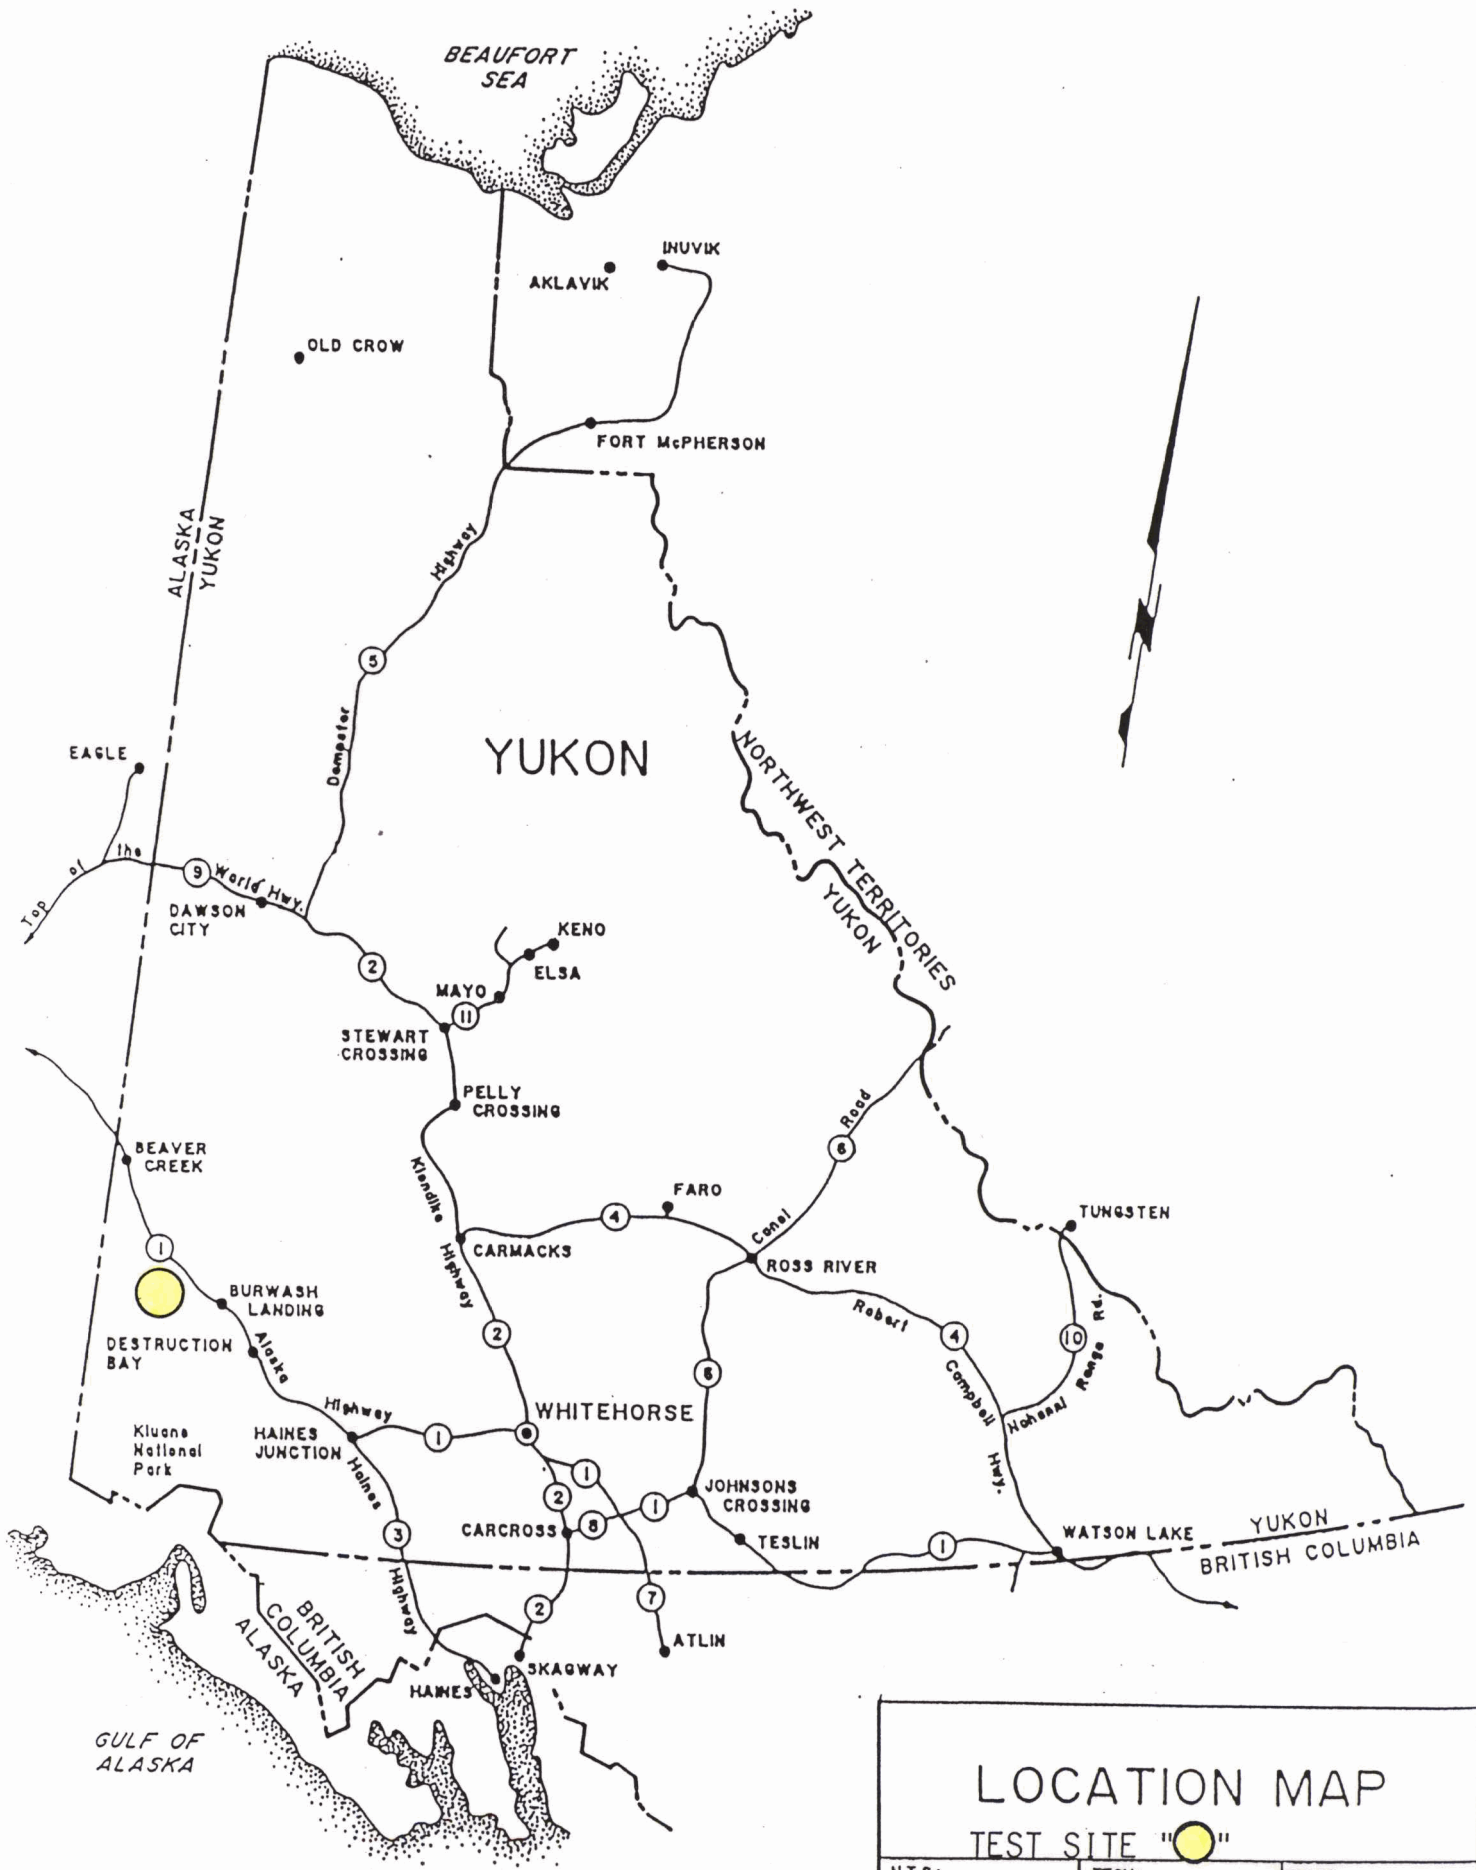 BEAUFORT
SEA
INUVIK
AKLAVIK
OLD CROW
FORT McPHERSON
ALASKA
YUKON
Highway
5
Dempster
YUKON
EAGLE
NORTHWEST TERRITORIES
YUKON
Top of the World Hwy.
9
DAWSON
CITY
2
KENO
ELSA
MAYO
11
STEWART
CROSSING
PELLY
CROSSING
BEAVER
CREEK
Klondike
Highway
Canol
Road
6
FARO
4
CARMACKS
ROSS RIVER
TUNGSTEN
1
BURWASH
LANDING
DESTRUCTION
BAY
Alaska
Highway
2
Robert
Campbell
Hwy.
4
10
Nahanni Range Rd.
6
Kluane
National
Park
HAINES
JUNCTION
1
WHITEHORSE
Haines
Highway
3
1
2
JOHNSONS
CROSSING
CARCROSS
8
1
TESLIN
1
WATSON LAKE
YUKON
BRITISH COLUMBIA
BRITISH
COLUMBIA
ALASKA
2
7
ATLIN
SKAGWAY
HAINES
GULF OF
ALASKA
LOCATION MAP
TEST SITE " "
N.T.S.